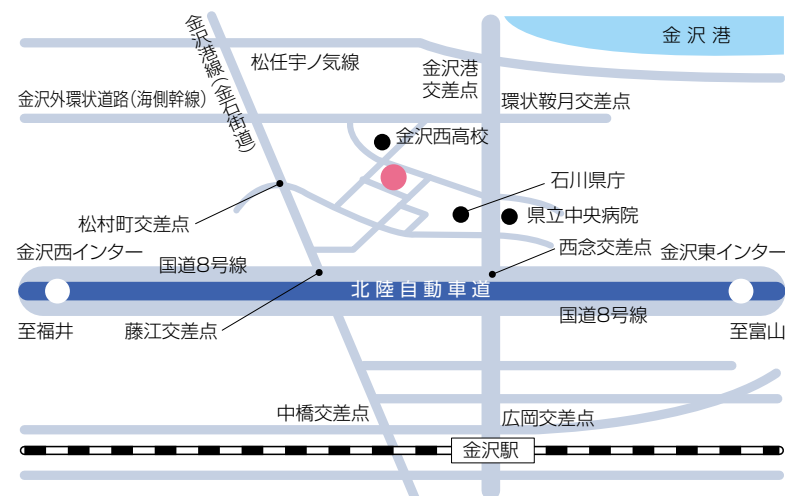 金沢港
金沢港線(金石街道)
松任宇ノ気線
金沢港
交差点
金沢外環状道路(海側幹線)
環状鞍月交差点
金沢西高校
石川県庁
県立中央病院
松村町交差点
西念交差点
金沢西インター
国道8号線
金沢東インター
北陸自動車道
国道8号線
至福井
藤江交差点
至富山
中橋交差点
広岡交差点
金沢駅